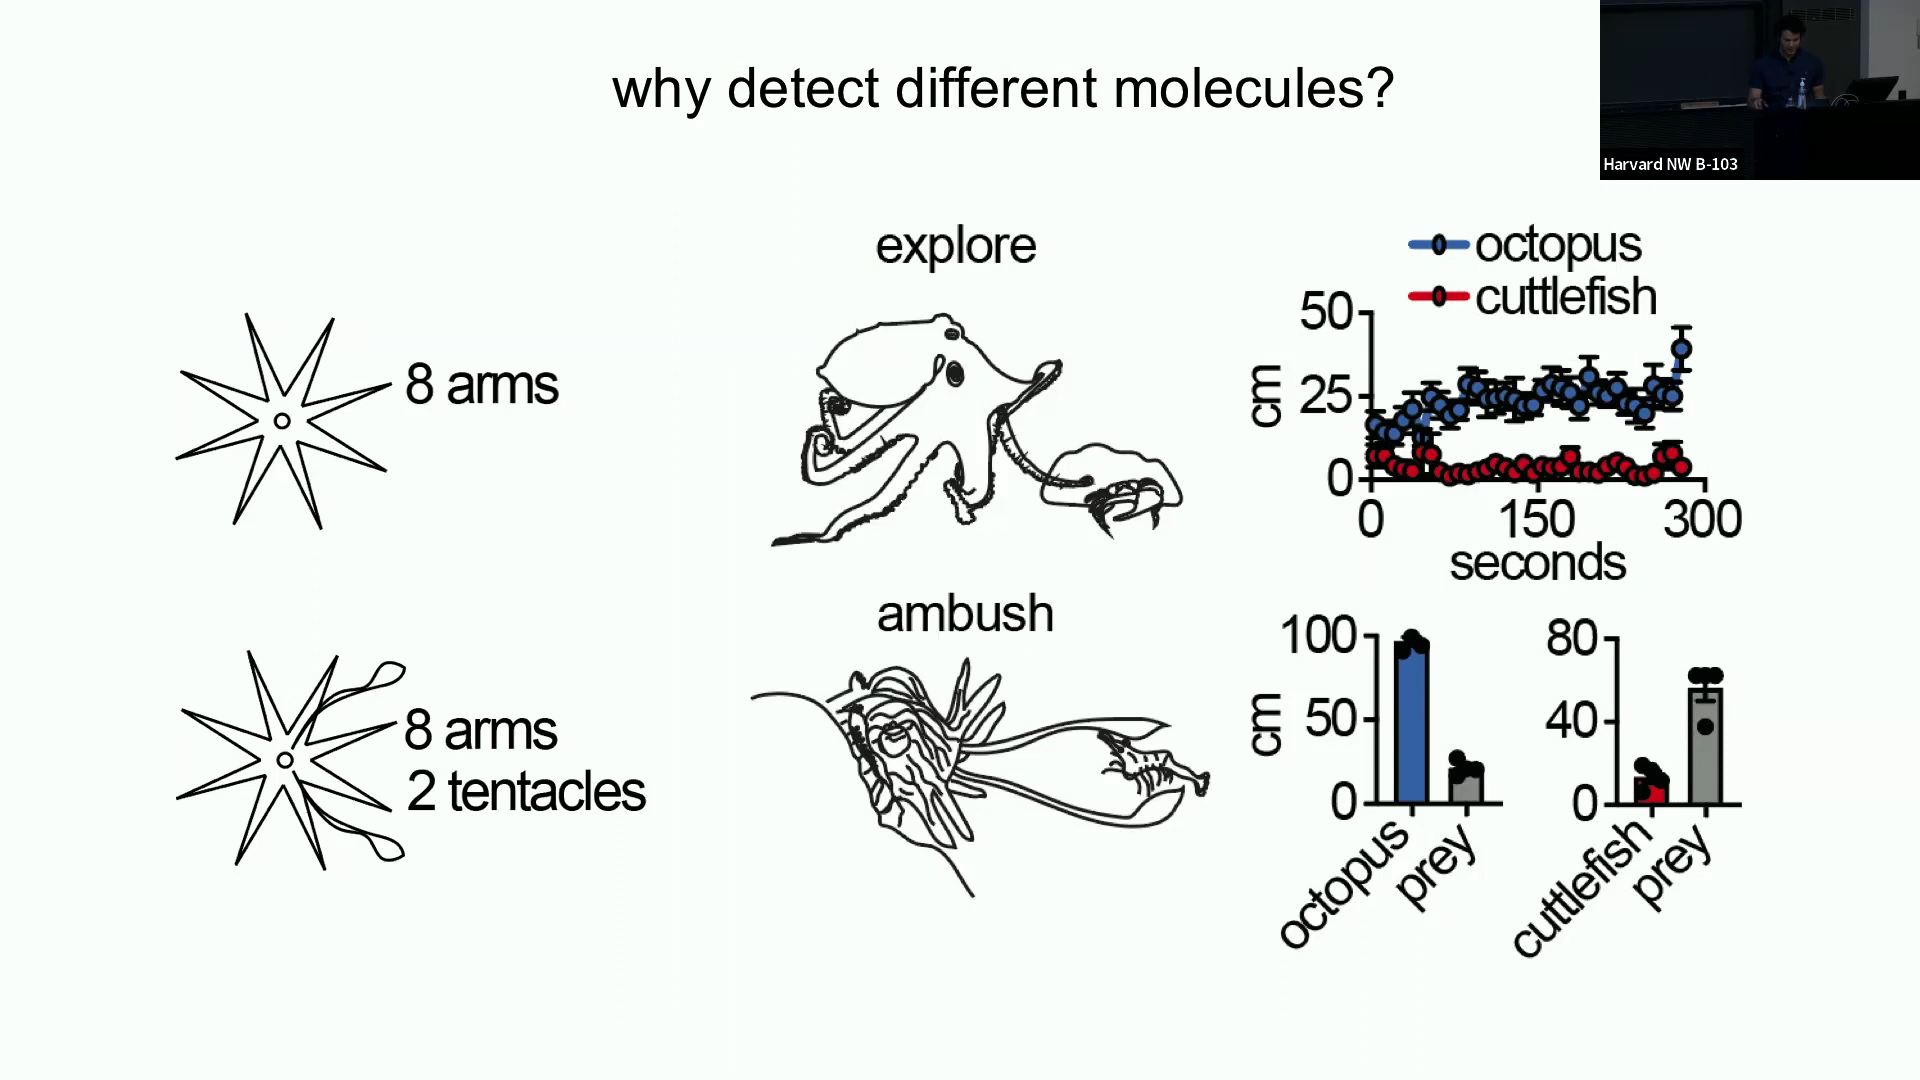 why detect different molecules?
Harvard NW B-103
8 arms
explore
octopus
cuttlefish
50
25
0
cm
0 150 300
seconds
8 arms
2 tentacles
ambush
100
50
0
cm
octopus
prey
80
40
0
cuttlefish
prey